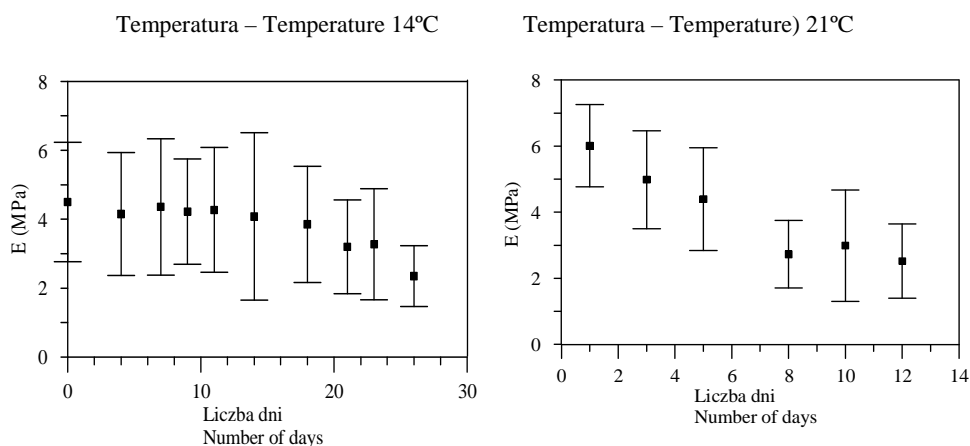 Temperatura – Temperature 14ºC
8
6
4
2
0
E (MPa)
0 10 20 30
Liczba dni
Number of days
Temperatura – Temperature) 21ºC
8
6
4
2
0
E (MPa)
0 2 4 6 8 10 12 14
Liczba dni
Number of days